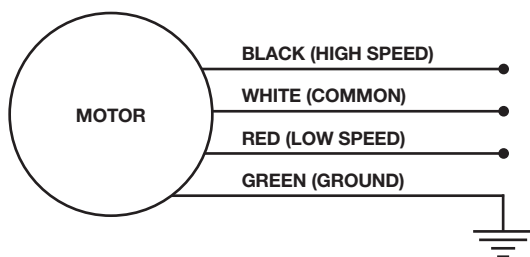 BLACK (HIGH SPEED)
WHITE (COMMON)
MOTOR
RED (LOW SPEED)
GREEN (GROUND)